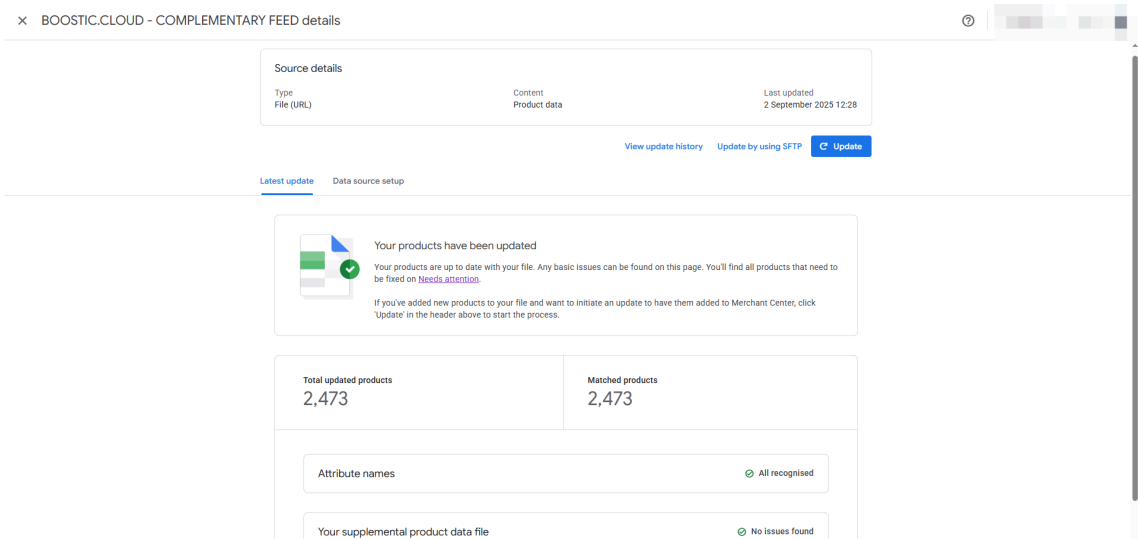 BOOSTIC.CLOUD - COMPLEMENTARY FEED details
Source details
Type
File (URL)
Content
Product data
Last updated
2 September 2025 12:28
View update history
Update by using SFTP
Update
Latest update
Data source setup
Your products have been updated
Your products are up to date with your file. Any basic issues can be found on this page. You'll find all products that need to
be fixed on Needs attention.
If you've added new products to your file and want to initiate an update to have them added to Merchant Center, click
'Update' in the header above to start the process.
Total updated products
2,473
Matched products
2,473
Attribute names
All recognised
Your supplemental product data file
No issues found